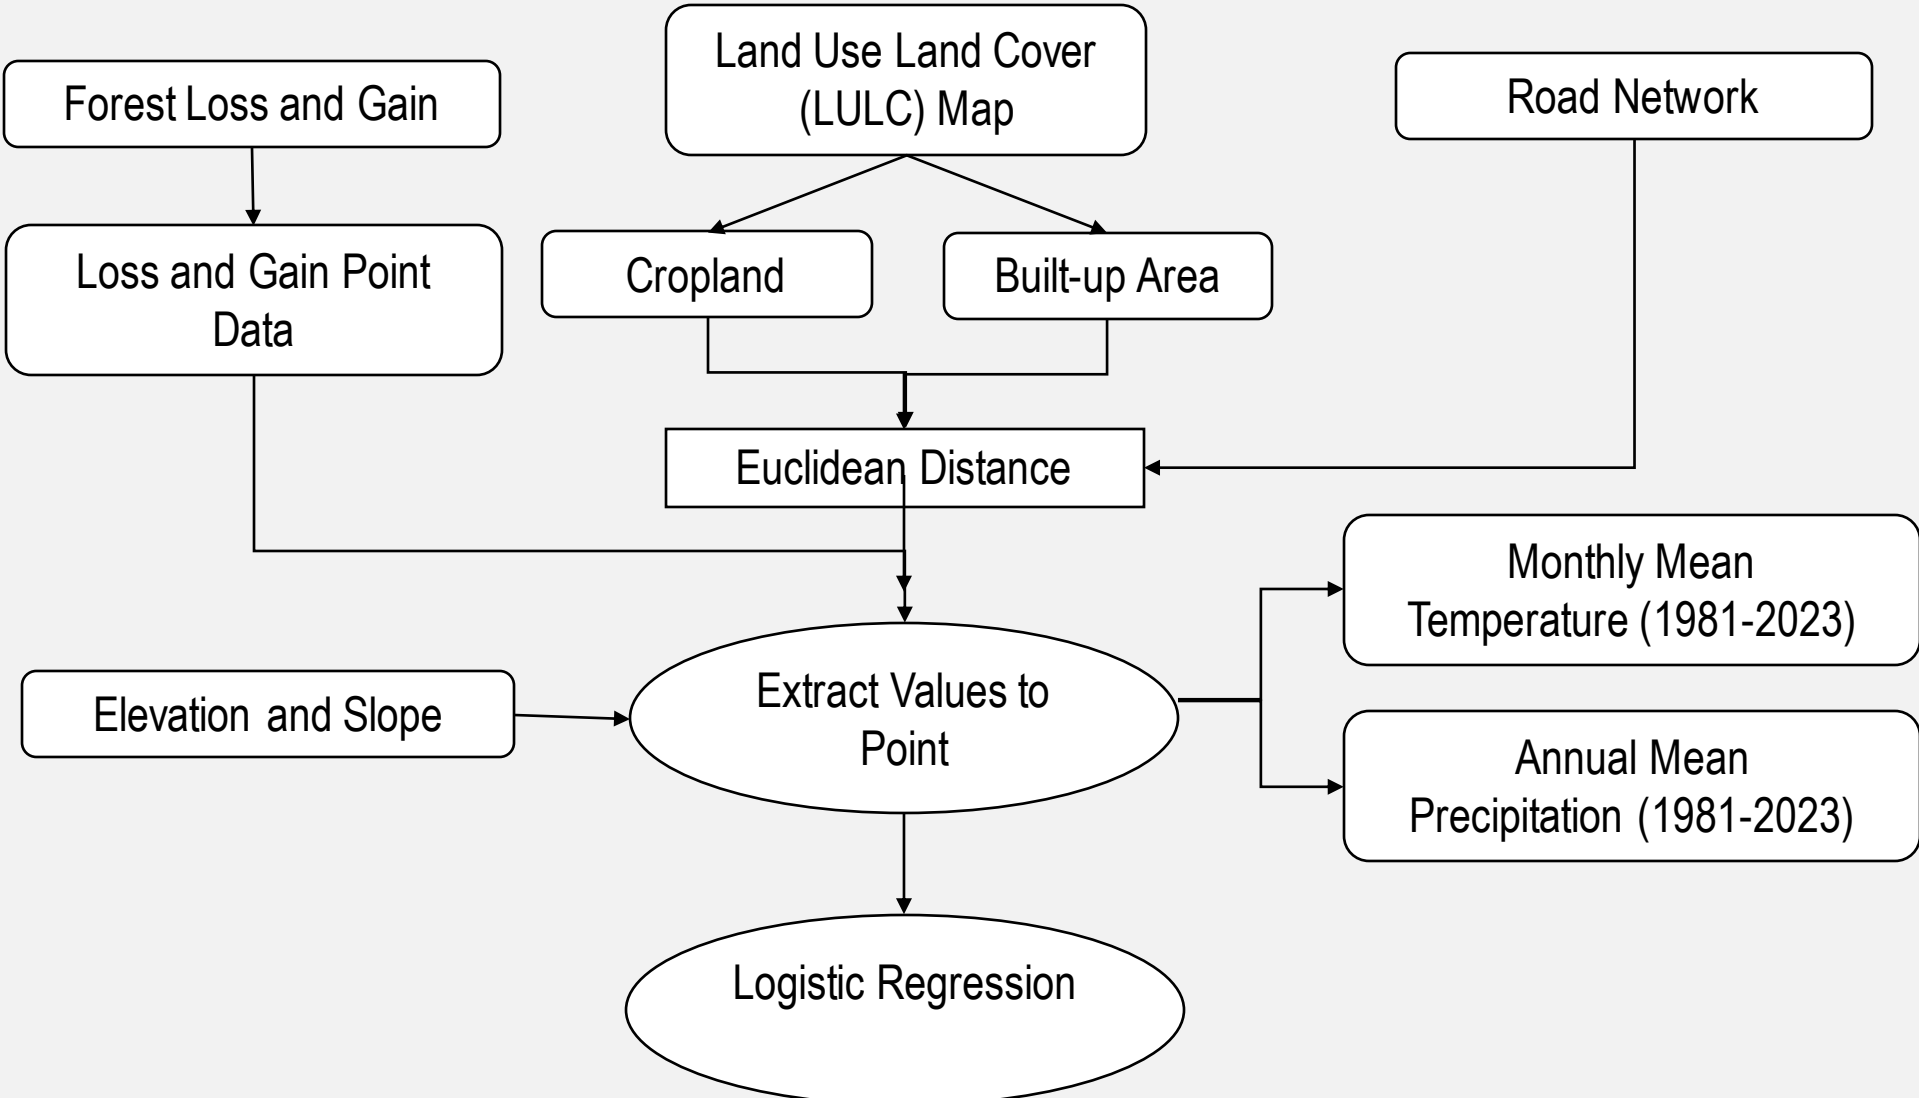 Land Use Land Cover
(LULC) Map
Forest Loss and Gain
Road Network
Loss and Gain Point
Data
Cropland
Built-up Area
Euclidean Distance
Monthly Mean
Temperature (1981-2023)
Extract Values to
Point
Elevation and Slope
Annual Mean
Precipitation (1981-2023)
Logistic Regression